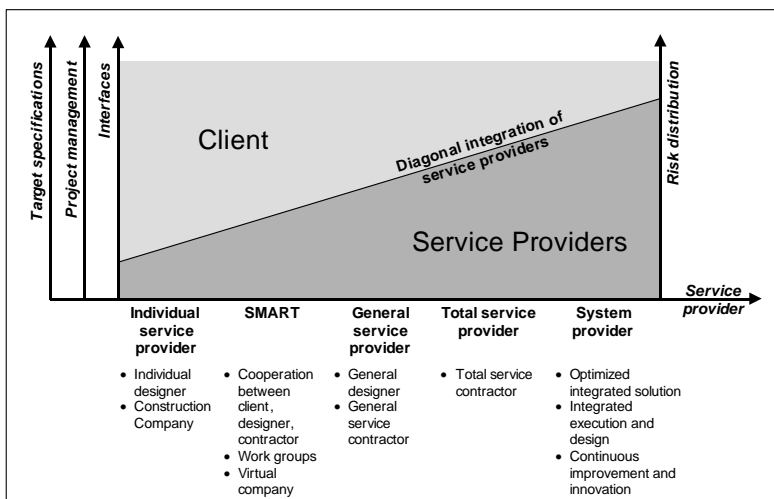 Target specifications
Project management
Interfaces
Client
Diagonal integration of
service providers
Service Providers
Risk distribution
Service
provider
Individual
service
provider
• Individual
designer
• Construction
Company
SMART
• Cooperation
between
client,
designer,
contractor
• Work groups
• Virtual
company
General
service
provider
• General
designer
• General
service
contractor
Total service
provider
• Total service
contractor
System
provider
• Optimized
integrated solution
• Integrated
execution and
design
• Continuous
improvement and
innovation